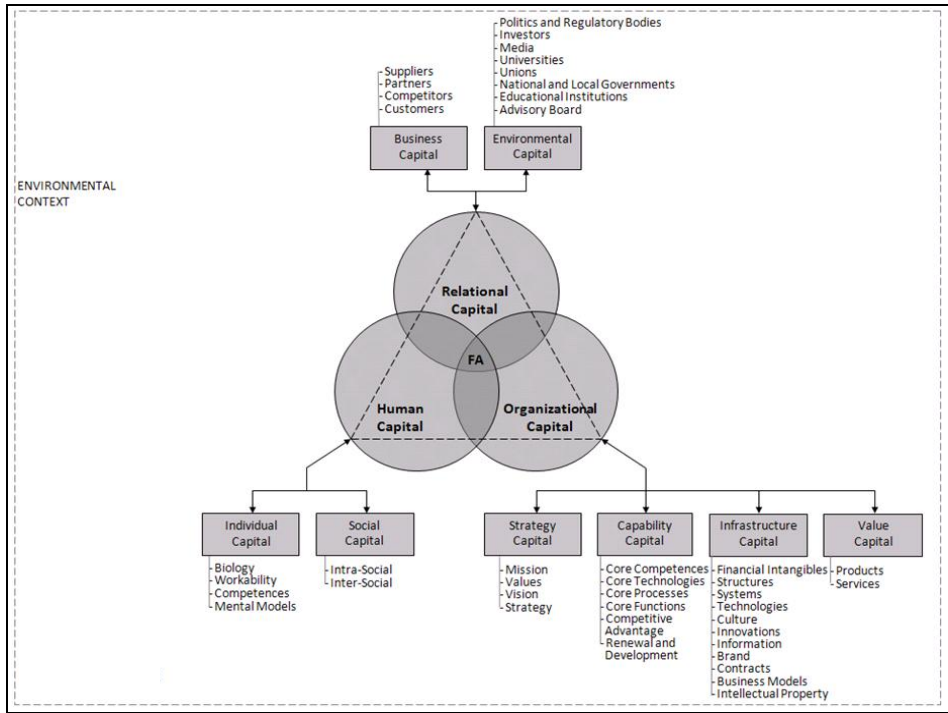 - Politics and Regulatory Bodies
- Investors
- Media
- Universities
- Unions
- National and Local Governments
- Educational Institutions
- Advisory Board
- Suppliers
- Partners
- Competitors
- Customers
Business
Capital
Environmental
Capital
ENVIRONMENTAL
CONTEXT
Relational
Capital
FA
Human
Capital
Organizational
Capital
Individual
Capital
Social
Capital
Strategy
Capital
Capability
Capital
Infrastructure
Capital
Value
Capital
- Biology
- Workability
- Competences
- Mental Models
- Intra-Social
- Inter-Social
- Mission
- Values
- Vision
- Strategy
- Core Competences
- Core Technologies
- Core Processes
- Core Functions
- Competitive
Advantage
- Renewal and
Development
- Financial Intangibles
- Structures
- Systems
- Technologies
- Culture
- Innovations
- Information
- Brand
- Contracts
- Business Models
- Intellectual Property
- Products
- Services